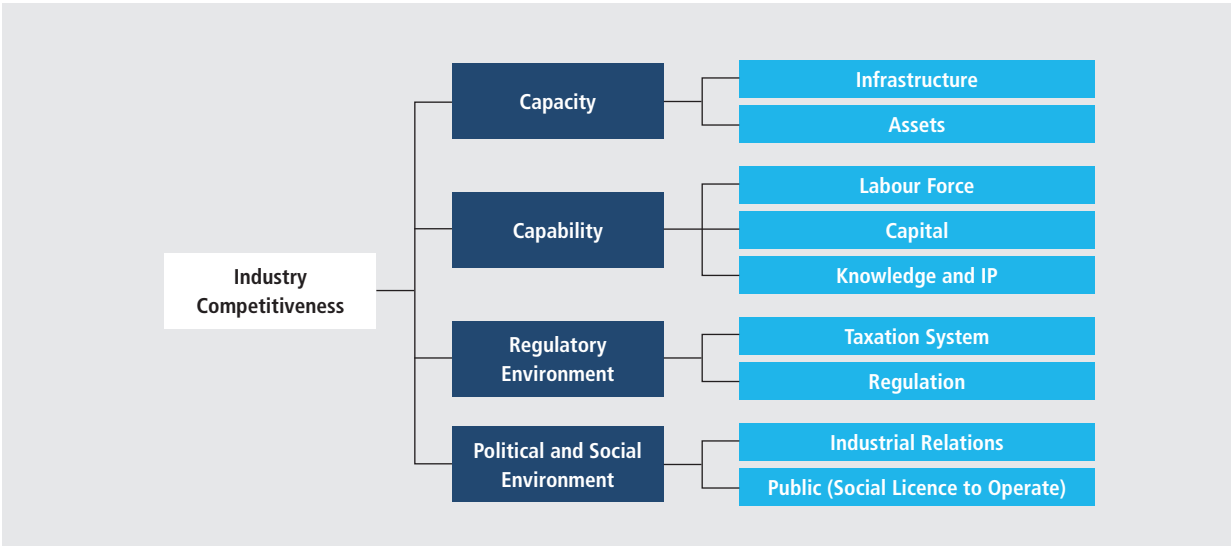 Industry
Competitiveness
Capacity
Infrastructure
Assets
Capability
Labour Force
Capital
Knowledge and IP
Regulatory
Environment
Taxation System
Regulation
Political and Social
Environment
Industrial Relations
Public (Social Licence to Operate)